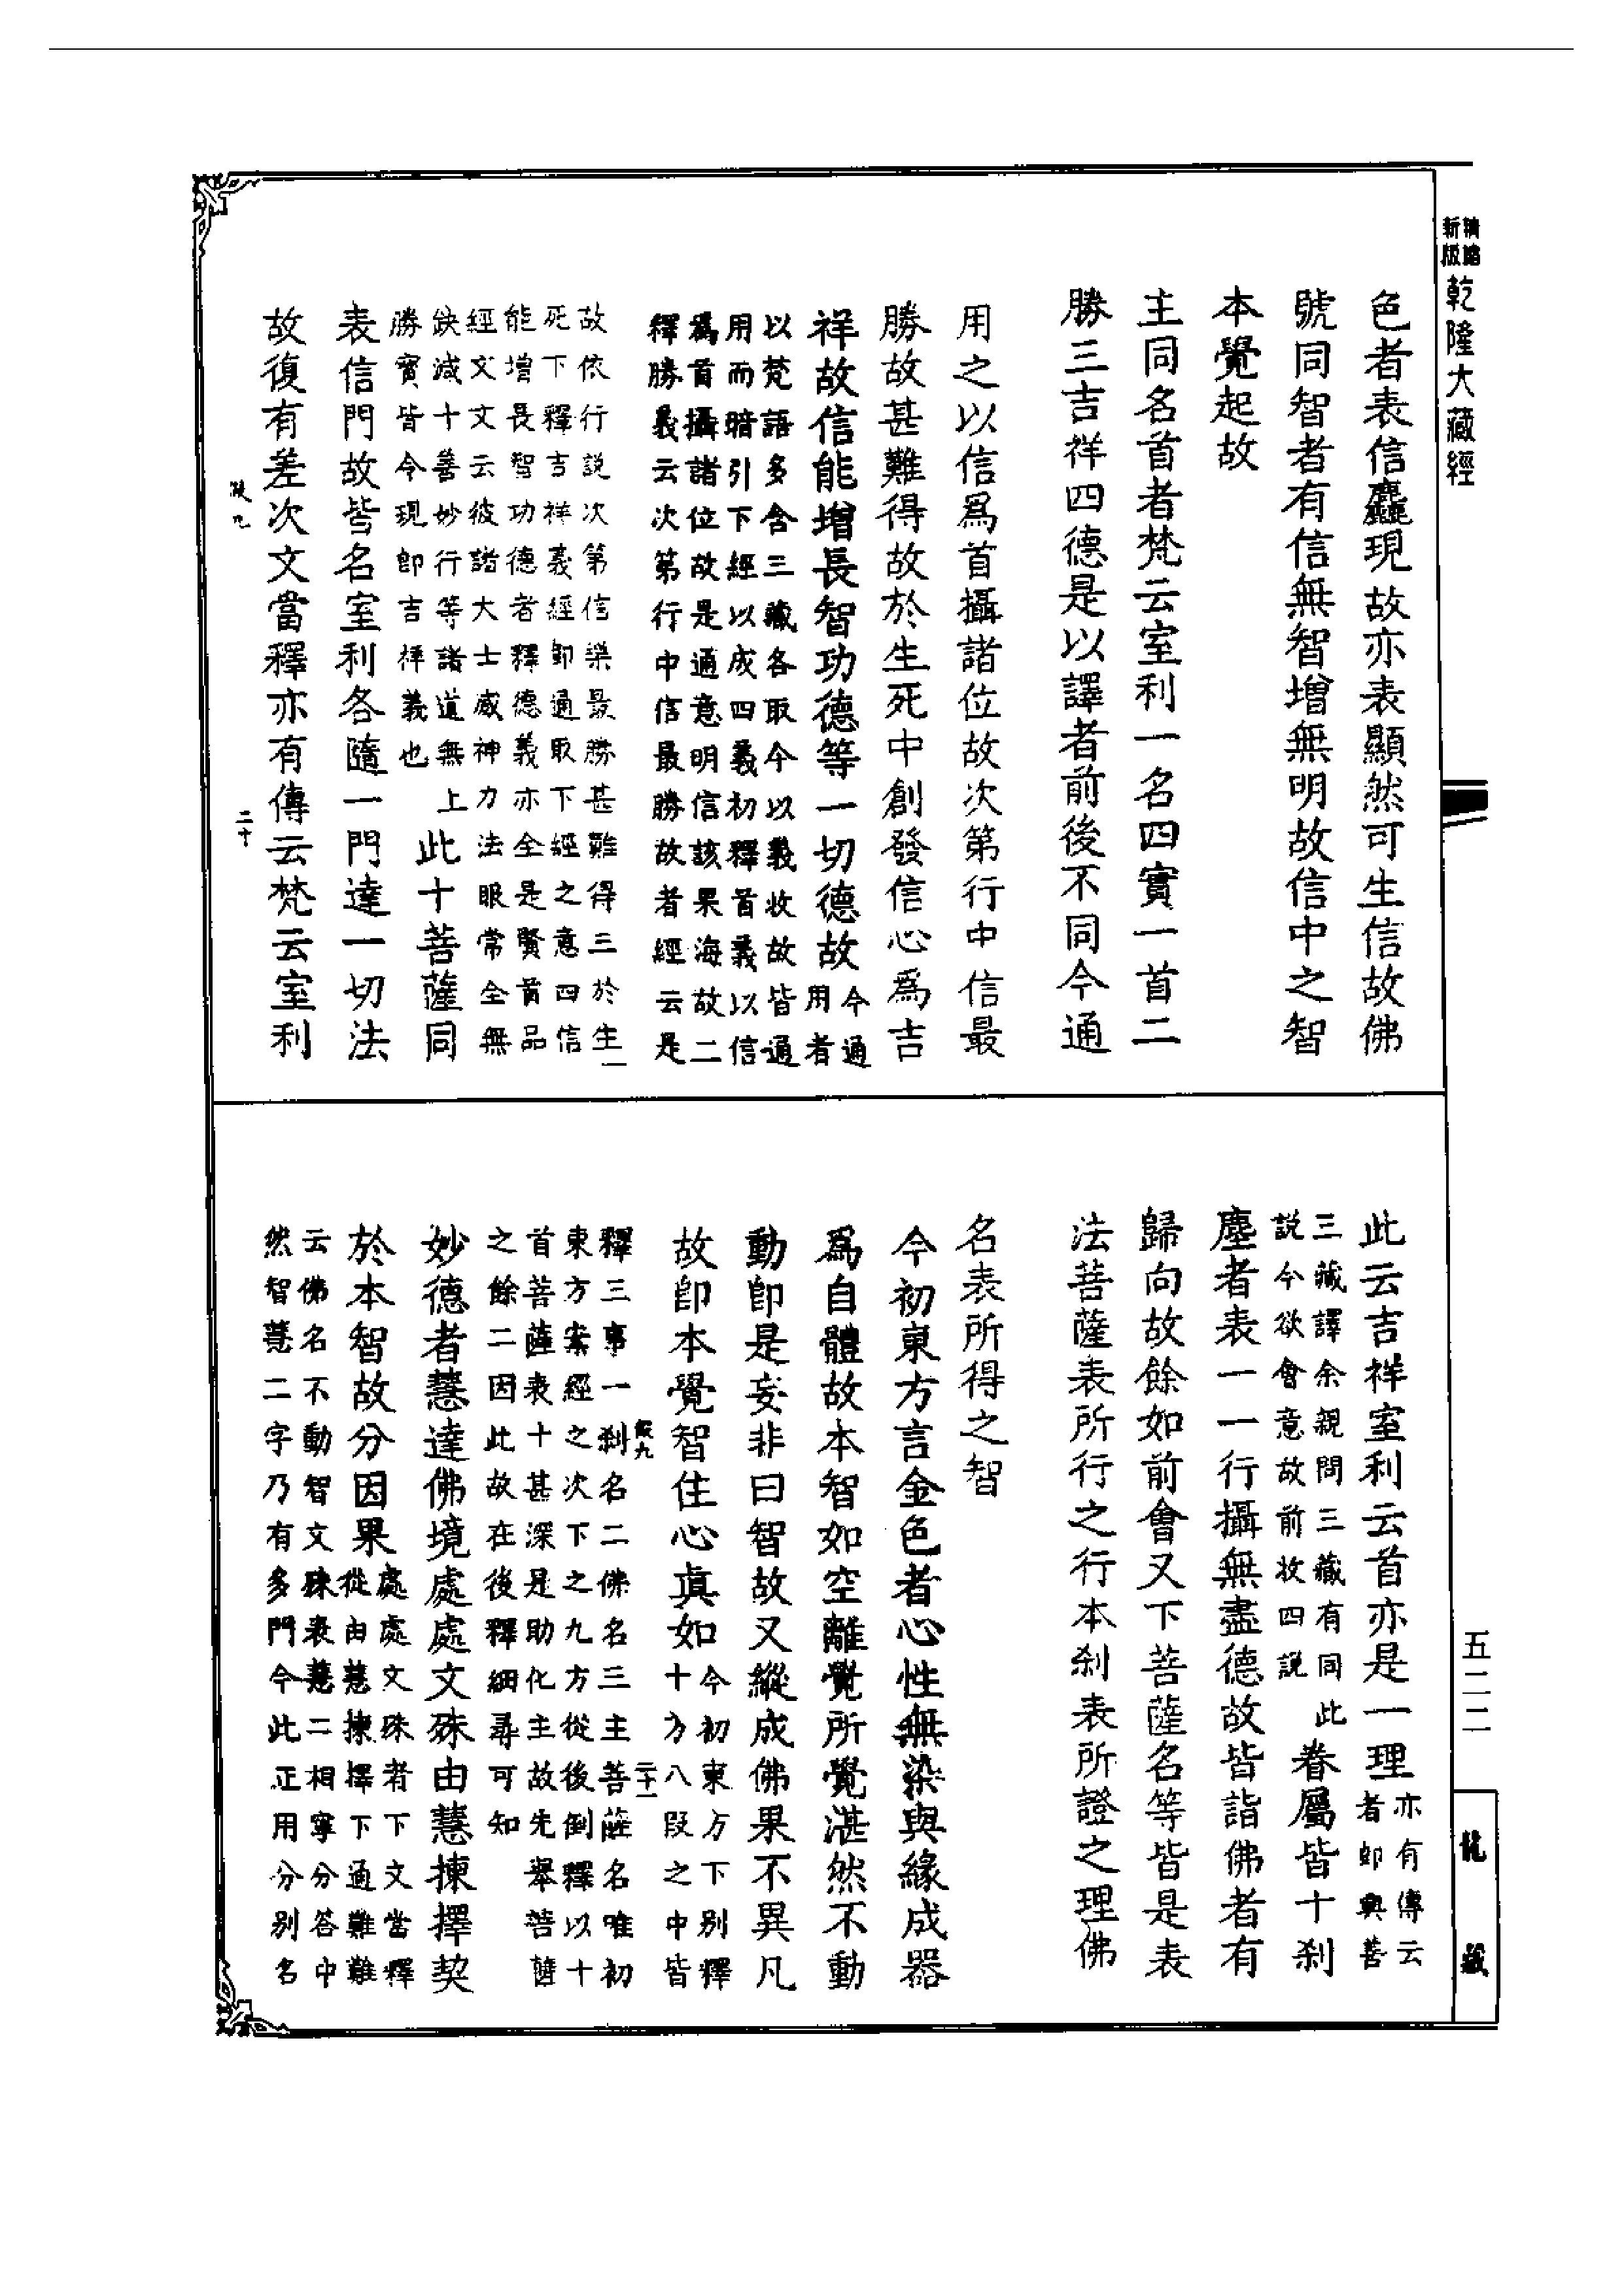 新版
精縮
乾隆大藏經
色者表信麤現故亦表顯然可生信故佛
號同智者有信無智增無明故信中之智
本覺起故
主同名首者梵云室利一名四實一首二
勝三吉祥四德是以譯者前後不同今通
用之以信爲首攝諸位故次第行中信最
勝故甚難得故於生死中創發信心爲吉
祥故信能增長智功德等一切德故
今通
用者
以梵語多含三藏各取今以義收故皆通
用而暗引下經以成四義初釋首義以信
爲首攝諸位故是通意明信該果海故二
釋勝義云次第行中信最勝故者經云是
故依行説次第信樂最勝甚難得三於生
死下釋吉祥義經即通取下經之意四信
能增長智功德者釋德義亦全是賢首品
經文文云彼諸大士威神力法眼常全無
缺減十善妙行等諸道無上
勝寶皆令現即吉祥義也
此十菩薩同
表信門故皆名室利各隨一門達一切法
故復有差次文當釋亦有傳云梵云室利
二十
此云吉祥室利云首亦是一理
亦有傳云
者即與善
三藏譯余親問三藏有同此
説今欲會意故前收四説
眷屬皆十刹
塵者表一一行攝無盡德故皆詣佛者有
歸向故餘如前會又下菩薩名等皆是表
法菩薩表所行之行本刹表所證之理佛
名表所得之智
今初東方言金色者心性無染與緣成器
爲自體故本智如空離覺所覺湛然不動
動即是妄非曰智故又縱成佛果不異凡
故即本覺智住心真如
今初東方下別釋
十方八段之中皆
釋三事一刹名二佛名三主菩薩名唯初
東方案經之次下之九方從後倒釋以十
首菩薩表十甚深是助化主故先舉菩薩
之餘二因此故在後釋細尋可知
二十一
妙德者慧達佛境處處文殊由慧揀擇契
於本智故分因果
處處文殊者下文當釋
從由慧揀擇下通難難
云佛名不動智文殊表慧二相寧分答中
然智慧二字乃有多門今此正用分別名
五二二
龍藏